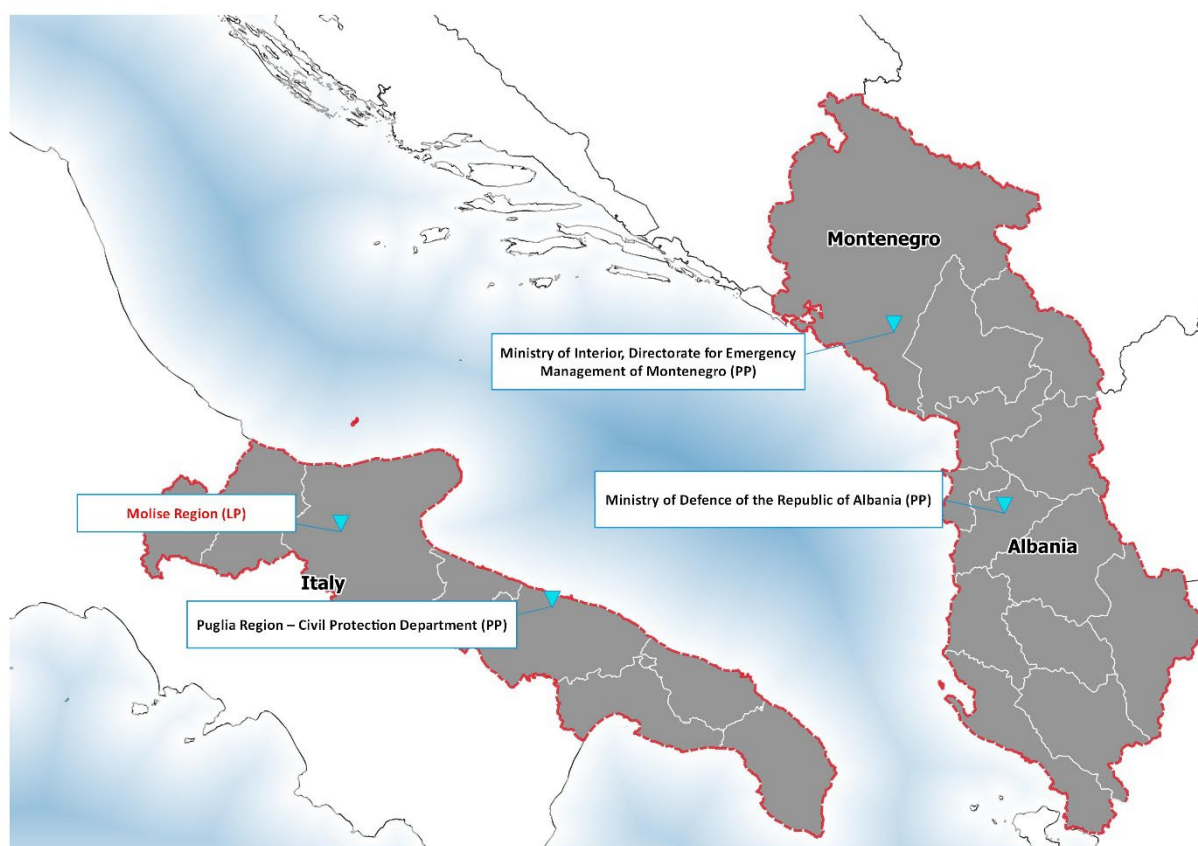 Montenegro
Ministry of Interior, Directorate for Emergency
Management of Montenegro (PP)
Ministry of Defence of the Republic of Albania (PP)
Molise Region (LP)
Albania
Italy
Puglia Region – Civil Protection Department (PP)